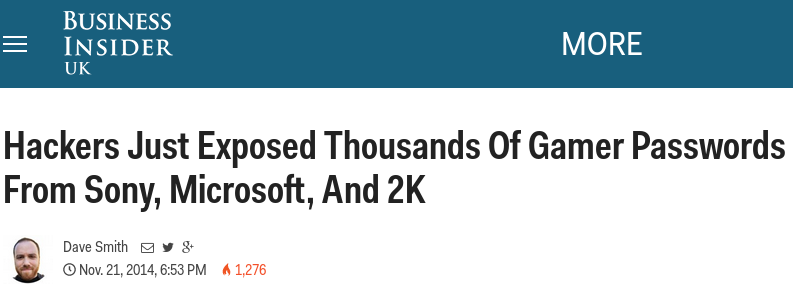 BUSINESS
INSIDER
UK
MORE
Hackers Just Exposed Thousands Of Gamer Passwords
From Sony, Microsoft, And 2K
Dave Smith
Nov. 21, 2014, 6:53 PM 1,276